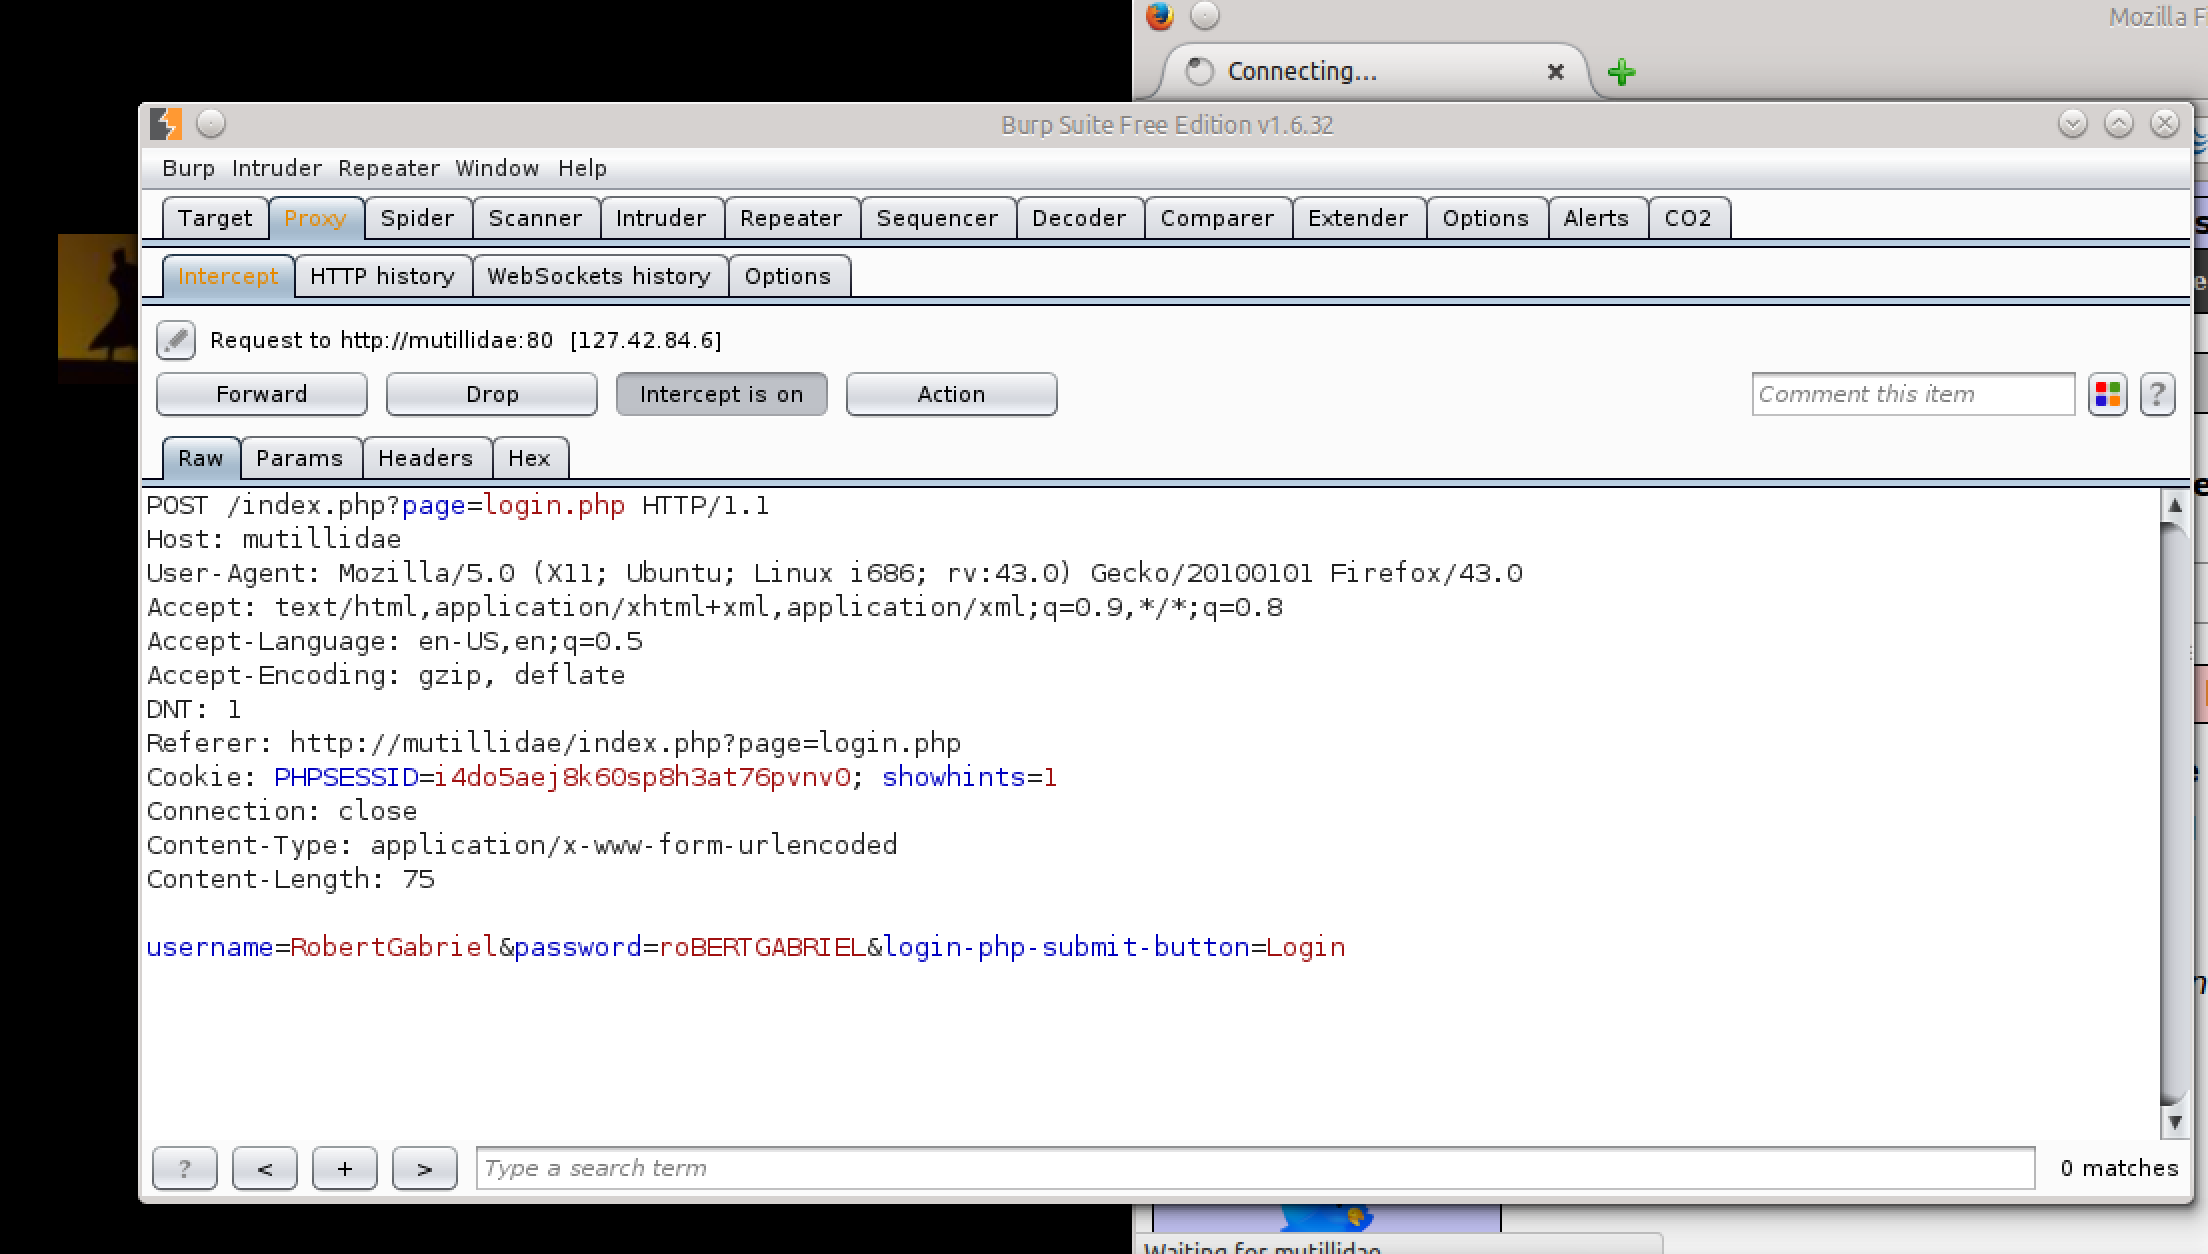 Mozilla F
Connecting...
Burp Suite Free Edition v1.6.32
Burp Intruder Repeater Window Help
Target Proxy Spider Scanner Intruder Repeater Sequencer Decoder Comparer Extender Options Alerts CO2
Intercept HTTP history WebSockets history Options
Request to http://mutillidae:80 [127.42.84.6]
Forward Drop Intercept is on Action Comment this item ?
Raw Params Headers Hex
POST /index.php?page=login.php HTTP/1.1
Host: mutillidae
User-Agent: Mozilla/5.0 (X11; Ubuntu; Linux i686; rv:43.0) Gecko/20100101 Firefox/43.0
Accept: text/html,application/xhtml+xml,application/xml;q=0.9,*/*;q=0.8
Accept-Language: en-US,en;q=0.5
Accept-Encoding: gzip, deflate
DNT: 1
Referer: http://mutillidae/index.php?page=login.php
Cookie: PHPSESSID=i4do5aej8k60sp8h3at76pvnv0; showhints=1
Connection: close
Content-Type: application/x-www-form-urlencoded
Content-Length: 75
username=RobertGabriel&password=roBERTGABRIEL&login-php-submit-button=Login
? < + > Type a search term 0 matches
Waiting for mutillidae